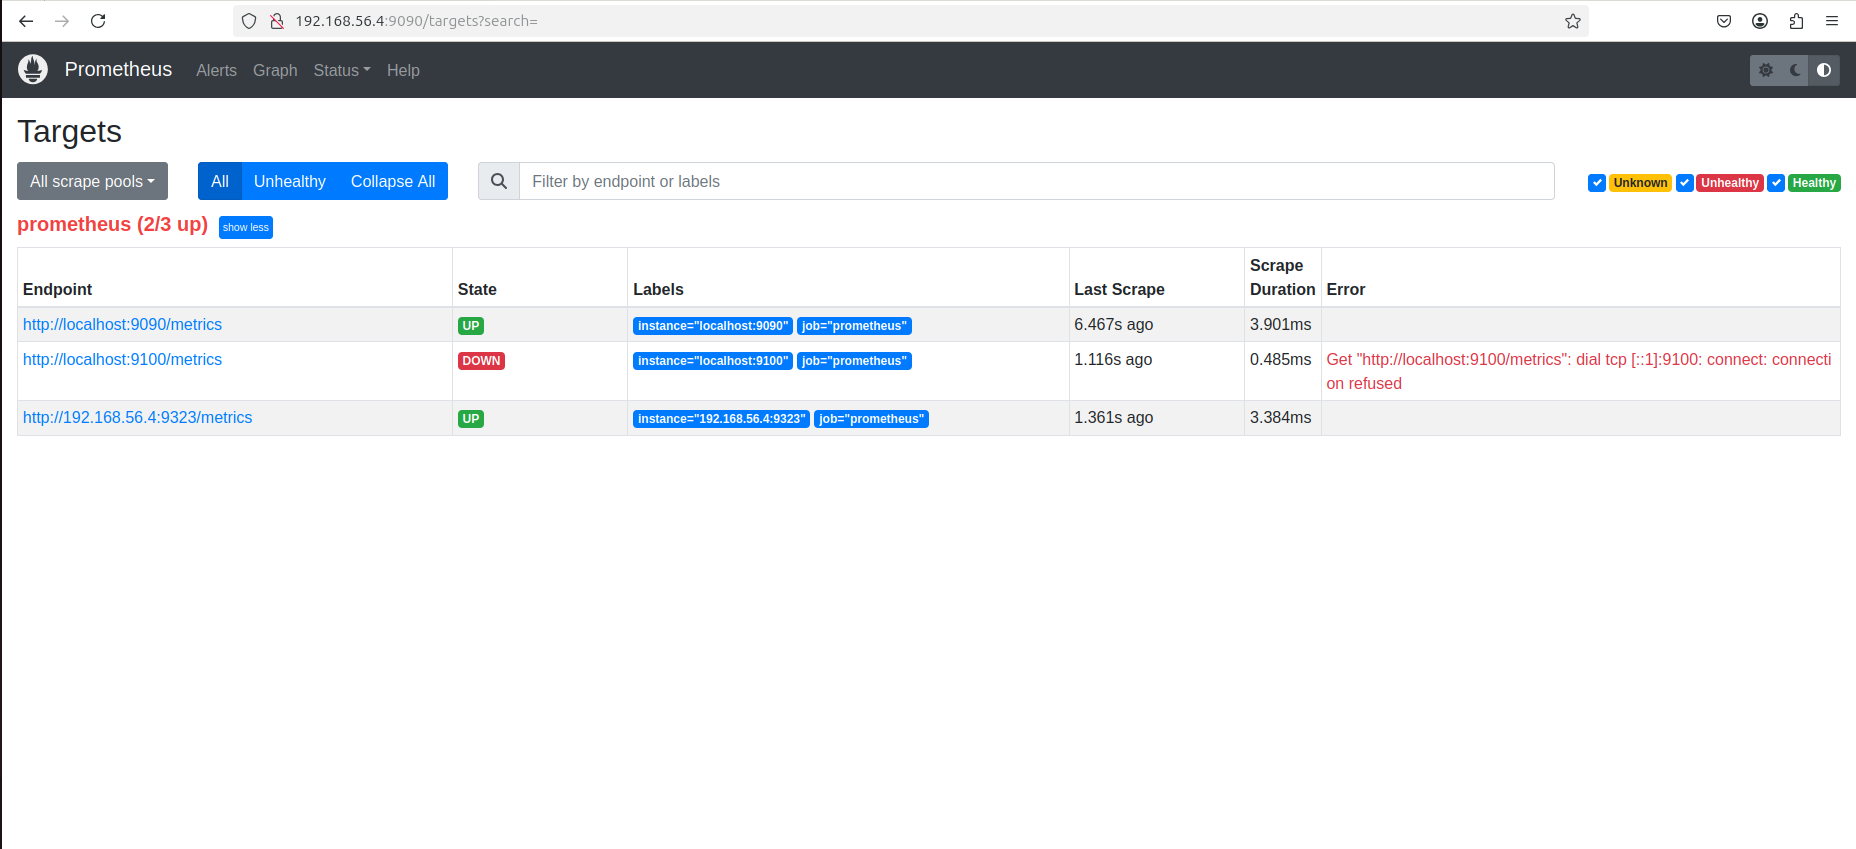 192.168.56.4:9090/targets?search=
Prometheus Alerts Graph Status Help
Targets
All scrape pools All Unhealthy Collapse All Filter by endpoint or labels Unknown Unhealthy Healthy
prometheus (2/3 up) show less
Endpoint State Labels Last Scrape Scrape Duration Error
http://localhost:9090/metrics UP instance="localhost:9090" job="prometheus" 6.467s ago 3.901ms
http://localhost:9100/metrics DOWN instance="localhost:9100" job="prometheus" 1.116s ago 0.485ms Get "http://localhost:9100/metrics": dial tcp [::1]:9100: connect: connecti
on refused
http://192.168.56.4:9323/metrics UP instance="192.168.56.4:9323" job="prometheus" 1.361s ago 3.384ms